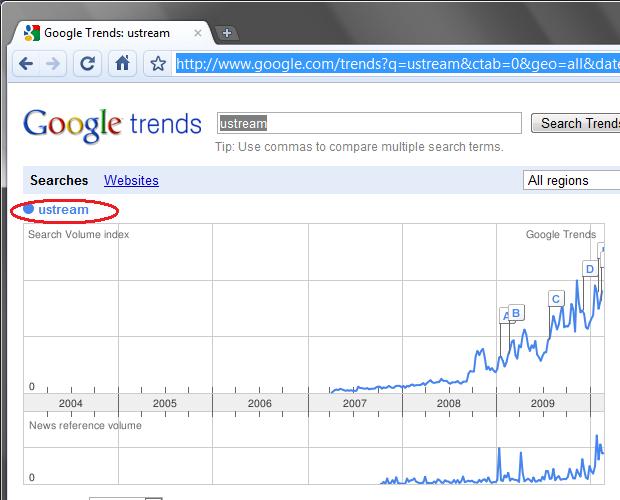 Google Trends: ustream
http://www.google.com/trends?q=ustream&ctab=0&geo=all&date
Google trends
ustream
Search Trends
Tip: Use commas to compare multiple search terms.
Searches Websites
All regions
ustream
Search Volume index Google Trends
D
C
A B
0
2004 2005 2006 2007 2008 2009
News reference volume
0